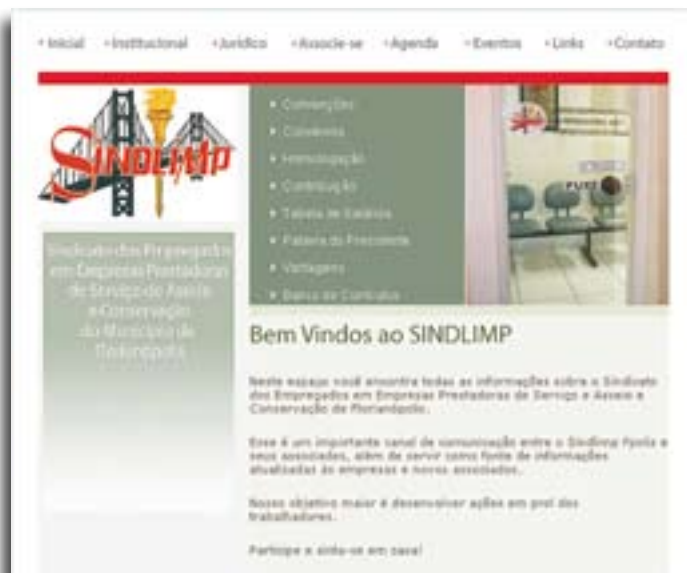 Inicial Institucional Jurídico Associe-se Agenda Eventos Links Contato
SINDLIMP
Convenções
Convênios
Homologação
Contribuição
Tabela de Salários
Palavra do Presidente
Vantagens
Banco de Currículos
Sindicato dos Empregados
em Empresas Prestadoras
de Serviço de Asseio
e Conservação
do Município de
Florianópolis
PUXE
Bem Vindos ao SINDLIMP
Neste espaço você encontra todas as informações sobre o Sindicato
dos Empregados em Empresas Prestadoras de Serviço e Asseio e
Conservação de Florianópolis.
Esse é um importante canal de comunicação entre o Sindlimp Fpolis e
seus associados, além de servir como fonte de informações
atualizadas às empresas e novos associados.
Nosso objetivo maior é desenvolver ações em prol dos
trabalhadores.
Participe e sinta-se em casa!